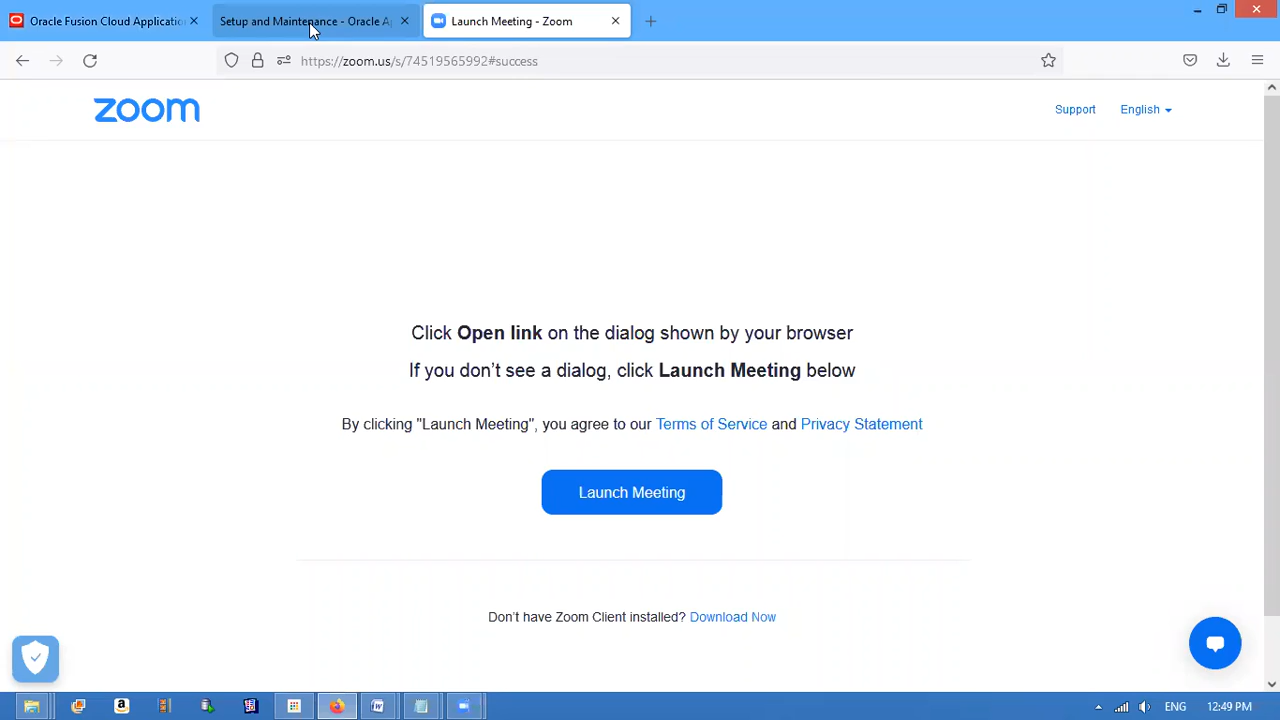 Oracle Fusion Cloud Applicatio
Setup and Maintenance - Oracle A
Launch Meeting - Zoom
https://zoom.us/s/74519565992#success
zoom
Support
English
Click Open link on the dialog shown by your browser
If you don't see a dialog, click Launch Meeting below
By clicking "Launch Meeting", you agree to our Terms of Service and Privacy Statement
Launch Meeting
Don't have Zoom Client installed? Download Now
ENG
12:49 PM